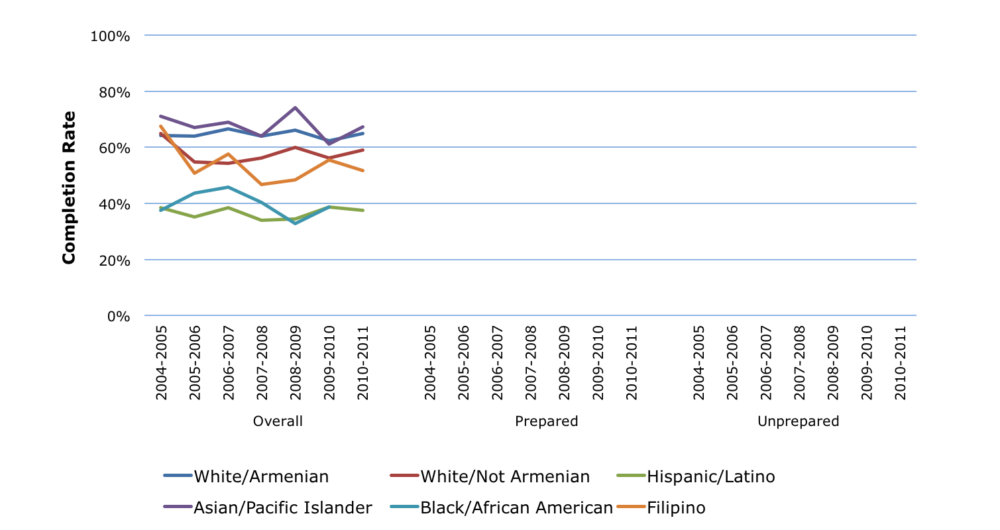 100%
80%
60%
40%
20%
0%
Completion Rate
2004-2005 2005-2006 2006-2007 2007-2008 2008-2009 2009-2010 2010-2011 2004-2005 2005-2006 2006-2007 2007-2008 2008-2009 2009-2010 2010-2011 2004-2005 2005-2006 2006-2007 2007-2008 2008-2009 2009-2010 2010-2011
Overall Prepared Unprepared
White/Armenian White/Not Armenian Hispanic/Latino
Asian/Pacific Islander Black/African American Filipino